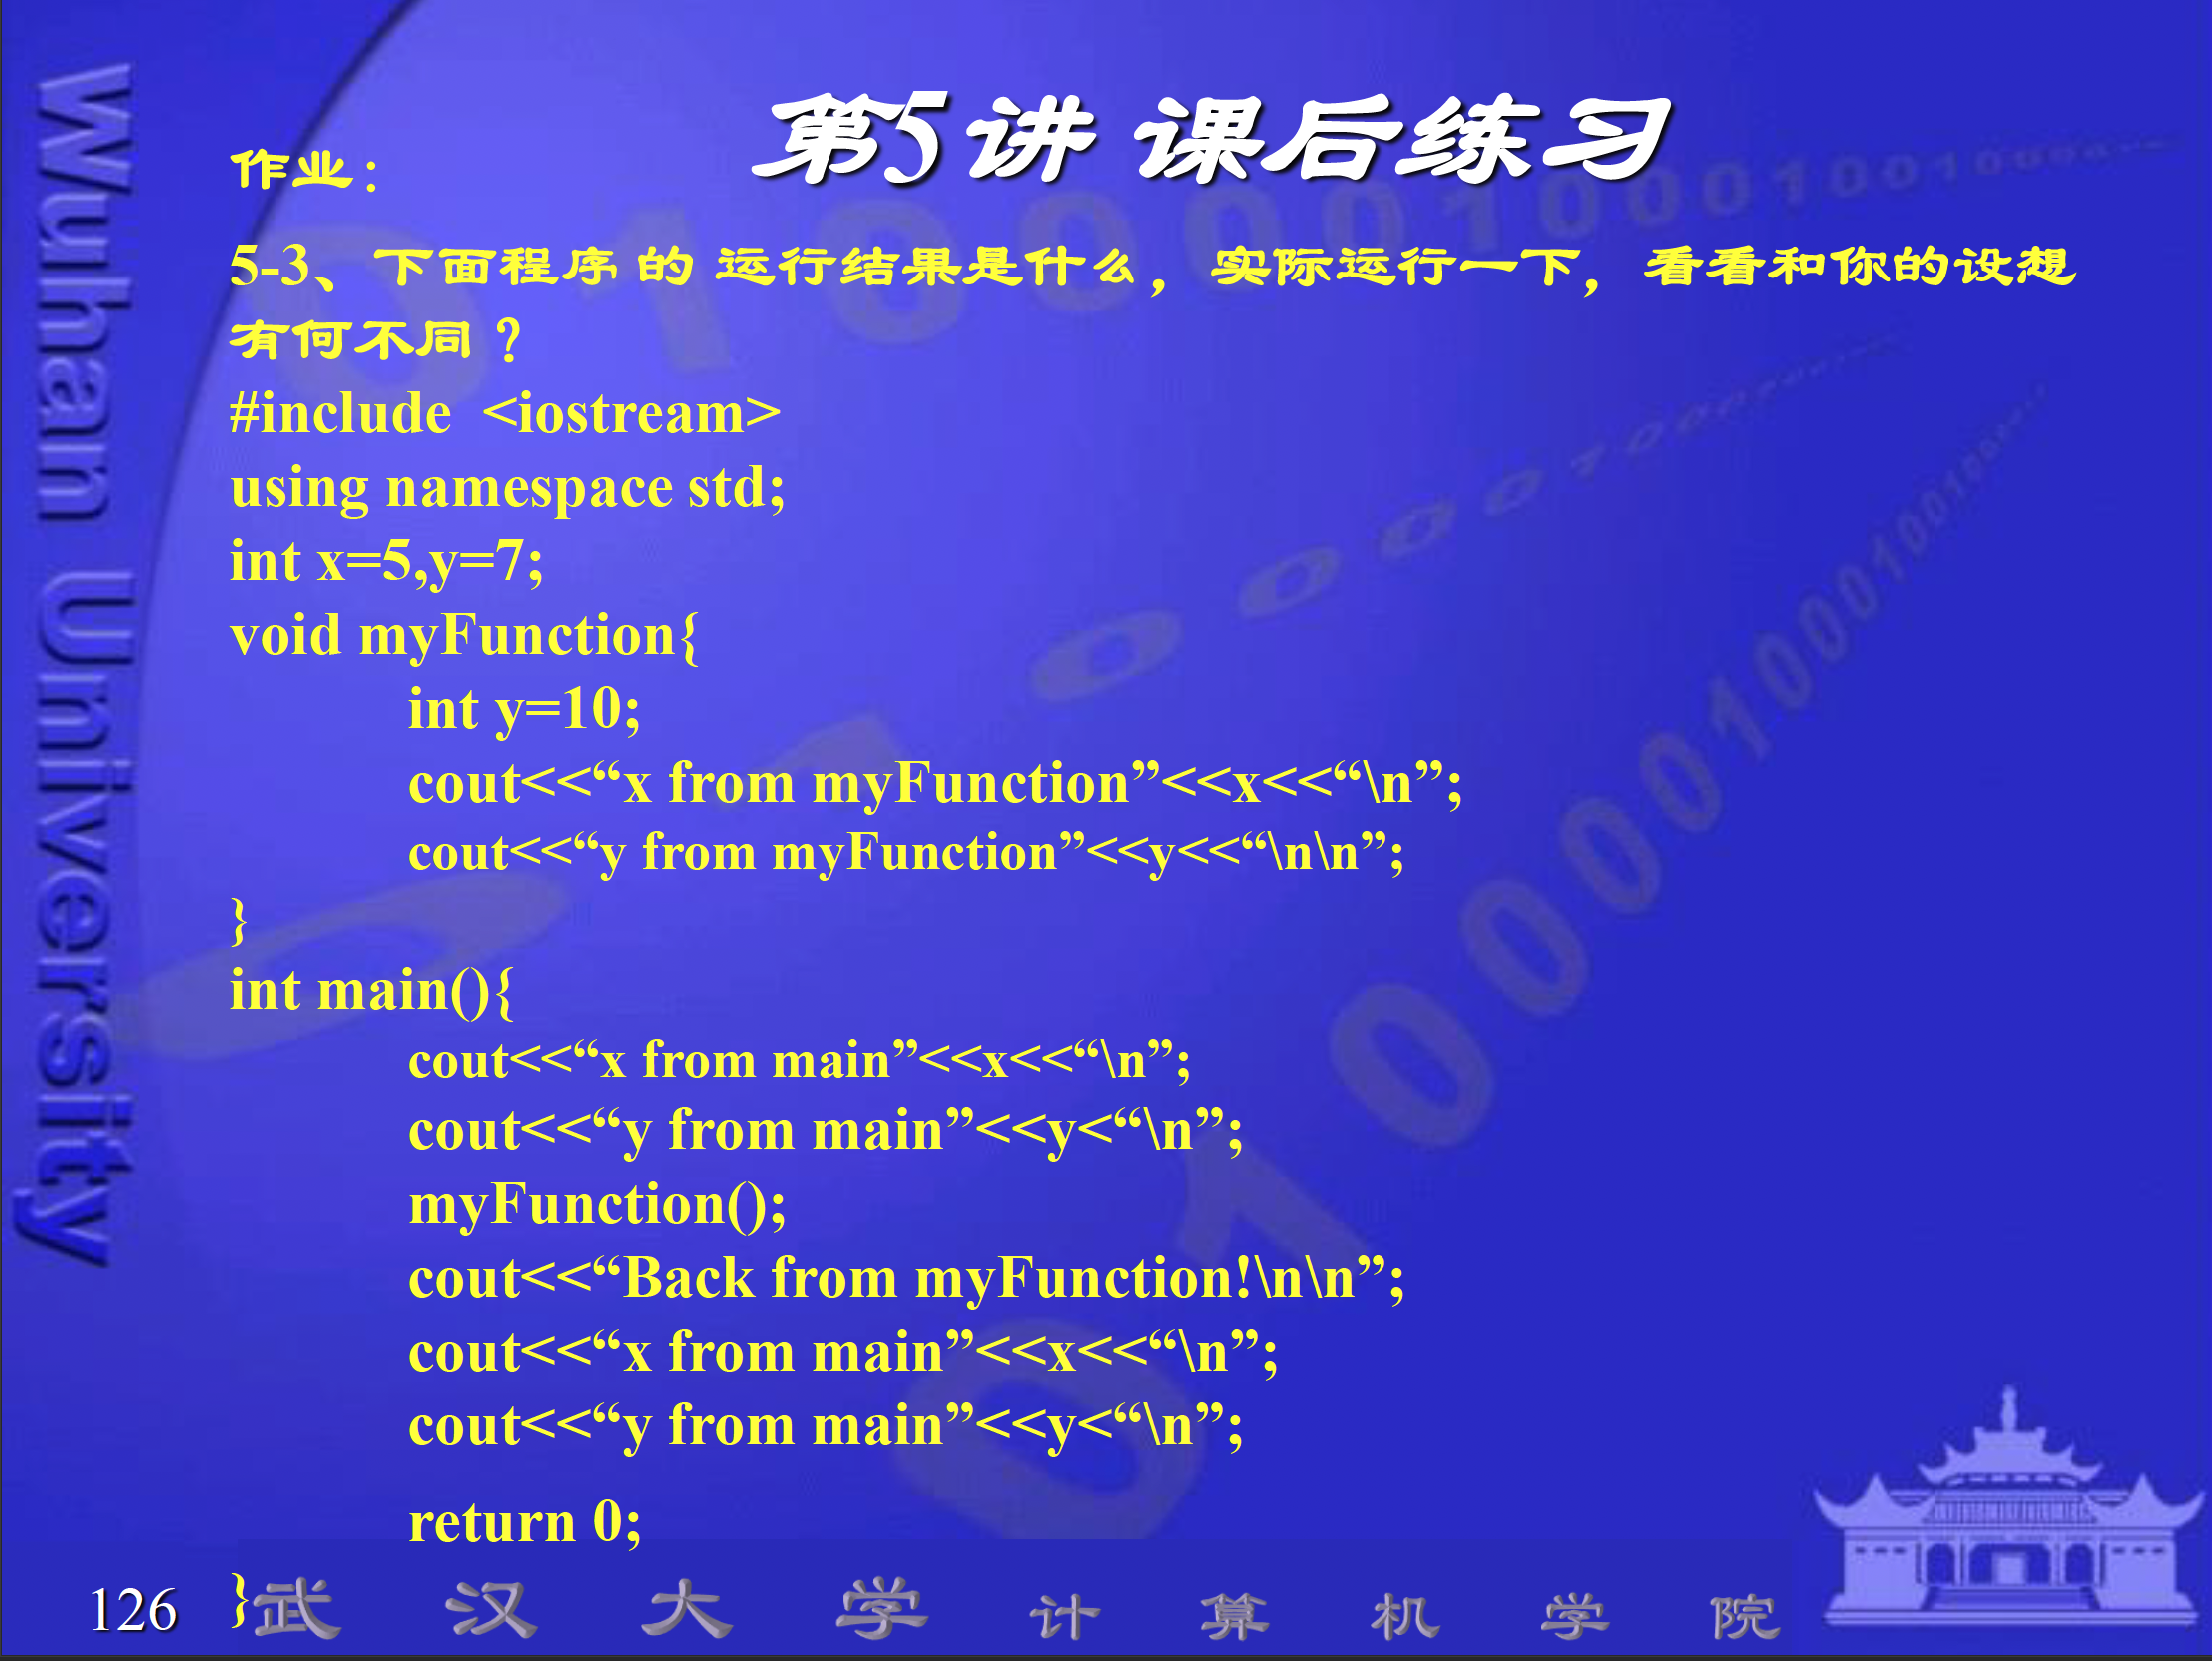 Wuhan University
第5讲 课后练习
作业：
5-3、下面程序 的 运行结果是什么，实际运行一下，看看和你的设想
有何不同？
#include  <iostream>
using namespace std;
int x=5,y=7;
void myFunction{
int y=10;
cout<<“x from myFunction”<<x<<“\n”;
cout<<“y from myFunction”<<y<<“\n\n”;
}
int main(){
cout<<“x from main”<<x<<“\n”;
cout<<“y from main”<<y<“\n”;
myFunction();
cout<<“Back from myFunction!\n\n”;
cout<<“x from main”<<x<<“\n”;
cout<<“y from main”<<y<“\n”;
return 0;
}
126
武 汉 大 学 计 算 机 学 院